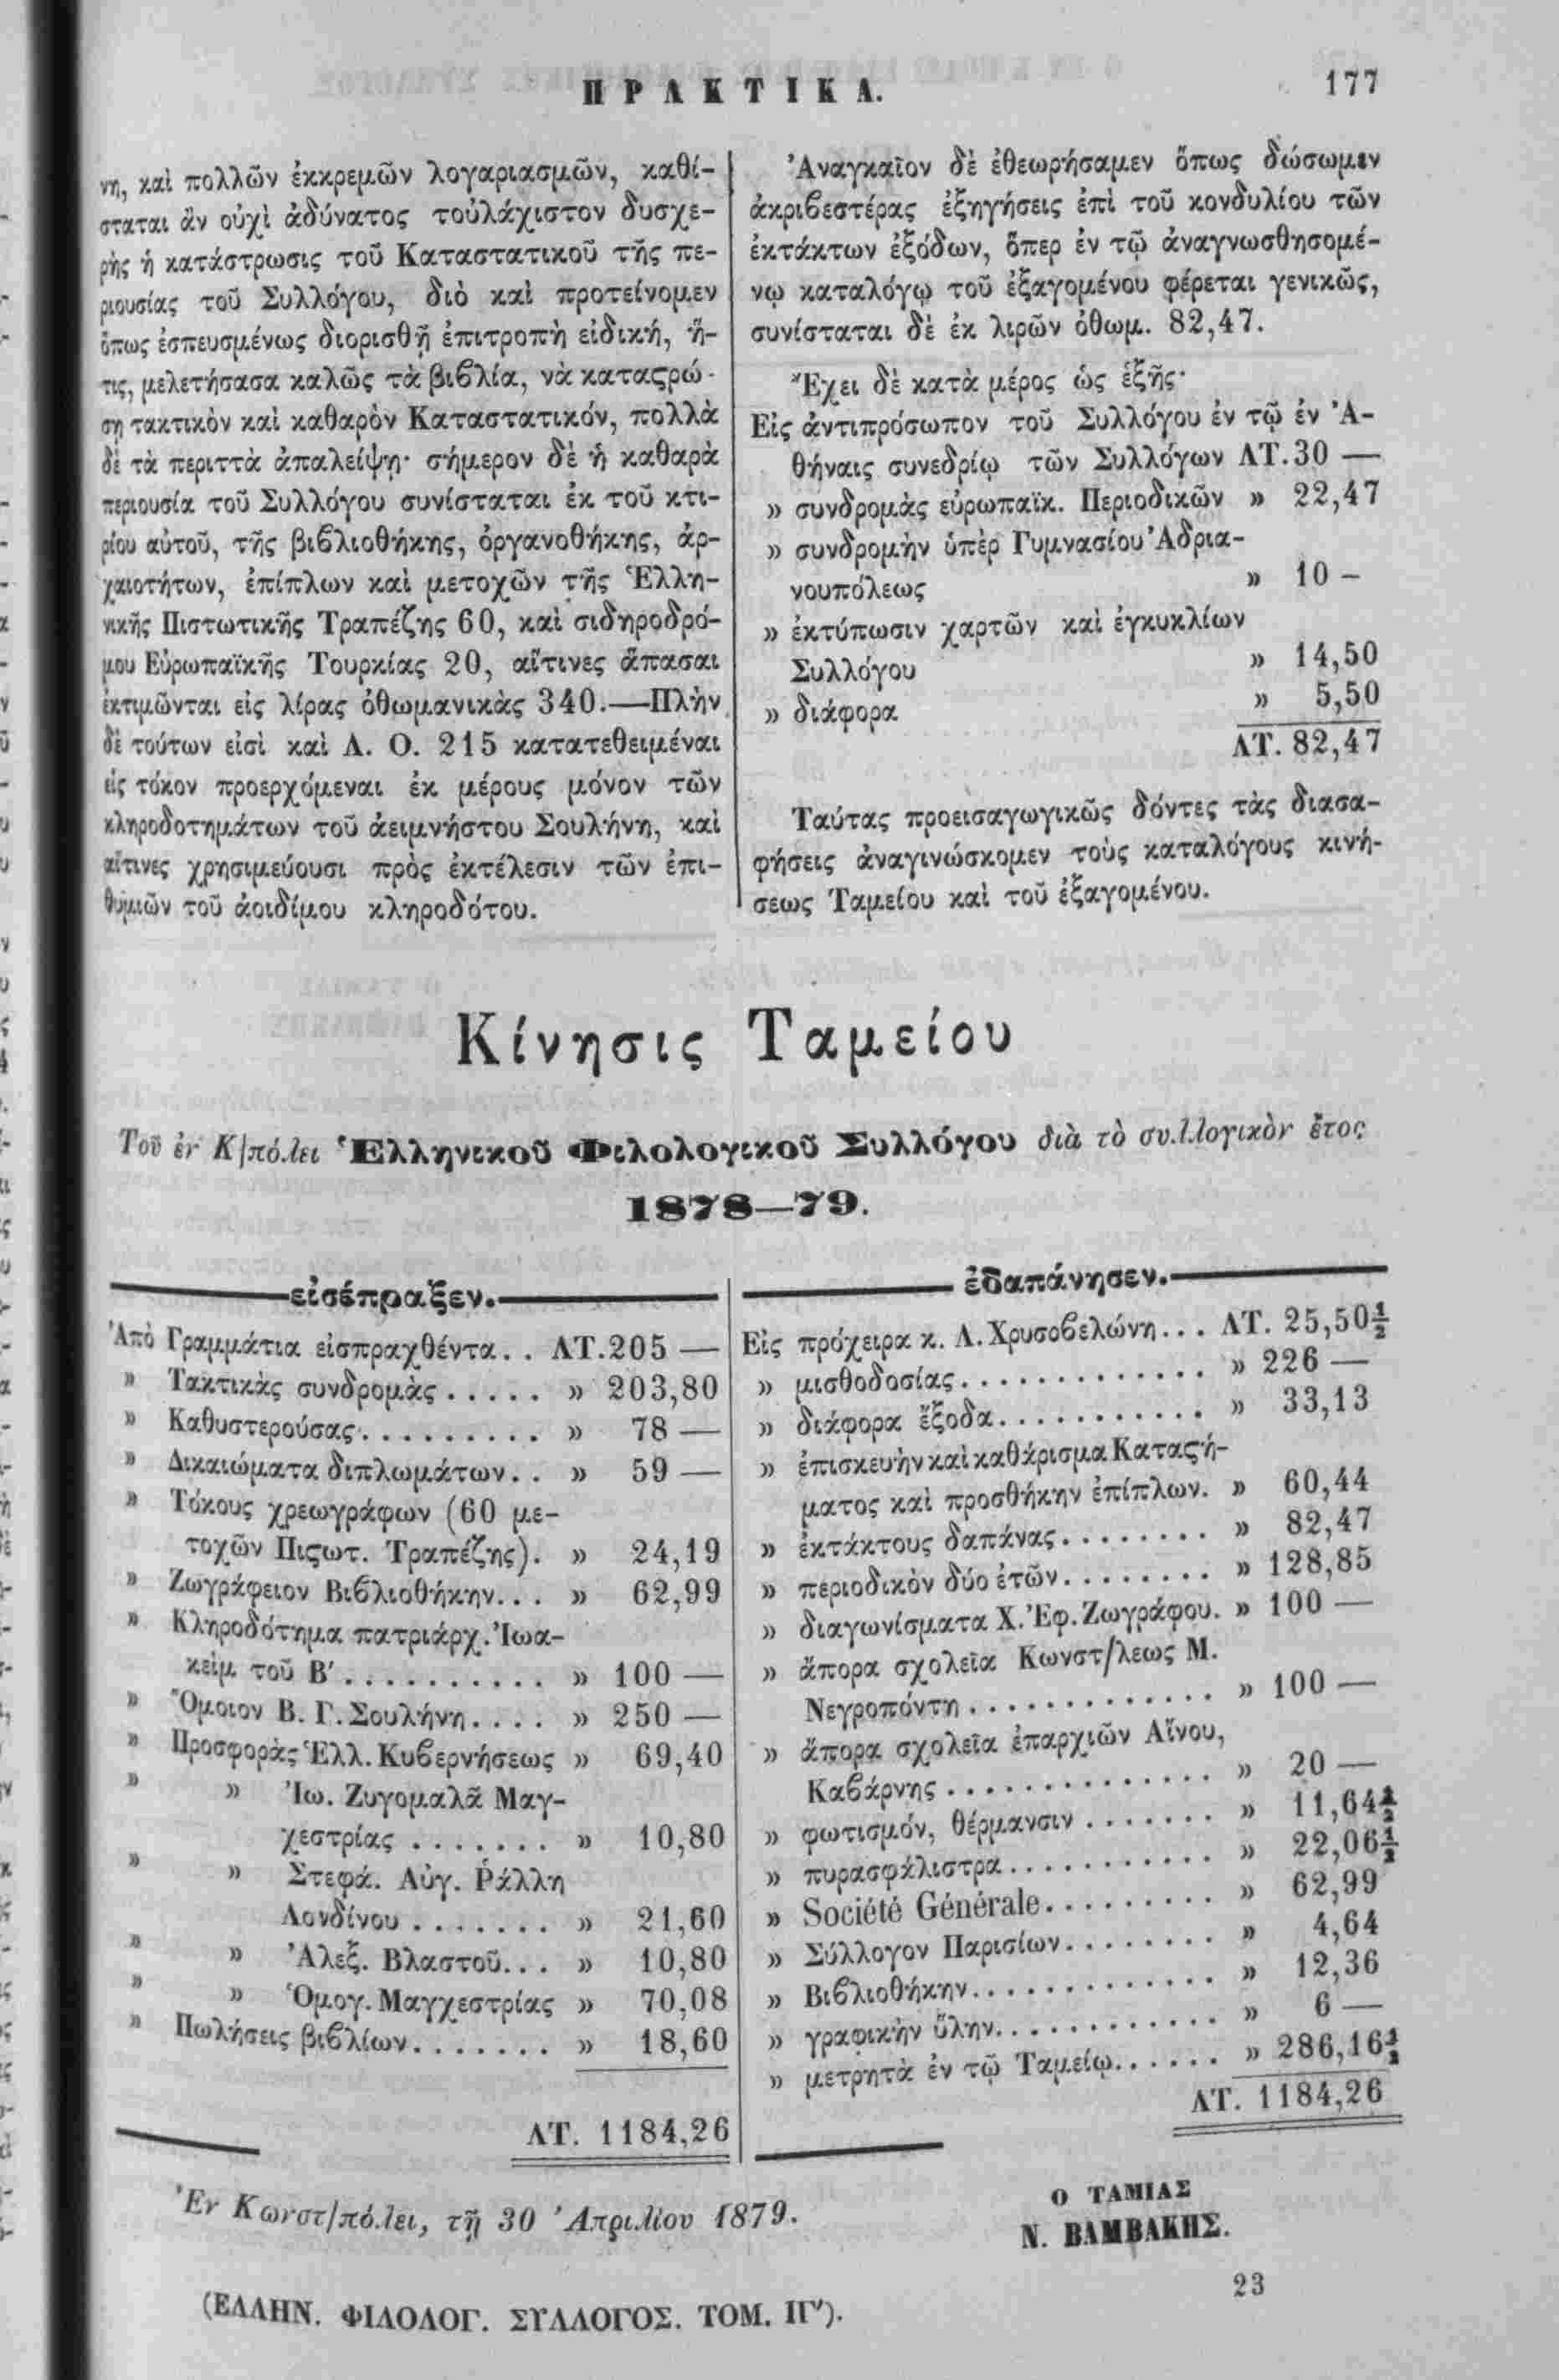 ΠΡΑΚΤΙΚΑ.
177
νη, καὶ πολλῶν ἐκκρεμῶν λογαριασμῶν, καθί-
σταται ἂν οὐχὶ ἀδύνατος τοὐλάχιστον δυσχε-
ρὴς ἡ κατάστρωσις τοῦ Καταστατικοῦ τῆς πε-
ριουσίας τοῦ Συλλόγου, διὸ καὶ προτείνομεν
ὅπως ἐσπευσμένως διορισθῇ ἐπιτροπὴ εἰδική, ἥ-
τις, μελετήσασα καλῶς τὰ βιβλία, νὰ καταςρώ-
σῃ τακτικὸν καὶ καθαρὸν Καταστατικόν, πολλὰ
δὲ τὰ περιττὰ ἀπαλείψῃ· σήμερον δὲ ἡ καθαρὰ
περιουσία τοῦ Συλλόγου συνίσταται ἐκ τοῦ κτι-
ρίου αὐτοῦ, τῆς βιβλιοθήκης, ὀργανοθήκης, ἀρ-
χαιοτήτων, ἐπίπλων καὶ μετοχῶν τῆς Ἑλλη-
νικῆς Πιστωτικῆς Τραπέζης 60, καὶ σιδηροδρό-
μου Εὐρωπαϊκῆς Τουρκίας 20, αἵτινες ἅπασαι
ἐκτιμῶνται εἰς λίρας ὀθωμανικὰς 340.—Πλὴν
δὲ τούτων εἰσὶ καὶ Λ. Ο. 215 κατατεθειμέναι
εἰς τόκον προερχόμεναι ἐκ μέρους μόνον τῶν
κληροδοτημάτων τοῦ ἀειμνήστου Σουλήνη, καὶ
αἵτινες χρησιμεύουσι πρὸς ἐκτέλεσιν τῶν ἐπι-
θυμιῶν τοῦ ἀοιδίμου κληροδότου.
Ἀναγκαῖον δὲ ἐθεωρήσαμεν ὅπως δώσωμεν
ἀκριβεστέρας ἐξηγήσεις ἐπὶ τοῦ κονδυλίου τῶν
ἐκτάκτων ἐξόδων, ὅπερ ἐν τῷ ἀναγνωσθησομέ-
νῳ καταλόγῳ τοῦ ἐξαγομένου φέρεται γενικῶς,
συνίσταται δὲ ἐκ λιρῶν ὀθωμ. 82,47.
Ἔχει δὲ κατὰ μέρος ὡς ἑξῆς·
Εἰς ἀντιπρόσωπον τοῦ Συλλόγου ἐν τῷ ἐν Ἀ-
θήναις συνεδρίῳ τῶν Συλλόγων ΛΤ. 30 —
» συνδρομὰς εὐρωπαϊκ. Περιοδικῶν » 22,47
» συνδρομὴν ὑπὲρ Γυμνασίου Ἀδρια-
νουπόλεως » 10 -
» ἐκτύπωσιν χαρτῶν καὶ ἐγκυκλίων
Συλλόγου » 14,50
» διάφορα » 5,50
ΛΤ. 82,47
Ταύτας προεισαγωγικῶς δόντες τὰς διασα-
φήσεις ἀναγινώσκομεν τοὺς καταλόγους κινή-
σεως Ταμείου καὶ τοῦ ἐξαγομένου.
Κίνησις Ταμείου
Τοῦ ἐν Κ/πόλει Ἑλληνικοῦ Φιλολογικοῦ Συλλόγου διὰ τὸ συλλογικὸν ἔτος
1878—79.
εἰσέπραξεν.
Ἀπὸ Γραμμάτια εἰσπραχθέντα.. ΛΤ. 205 —
» Τακτικὰς συνδρομὰς..... » 203,80
» Καθυστερούσας......... » 78 —
» Δικαιώματα διπλωμάτων.. » 59 —
» Τόκους χρεωγράφων (60 με-
τοχῶν Πιςωτ. Τραπέζης). » 24,19
» Ζωγράφειον Βιβλιοθήκην... » 62,99
» Κληροδότημα πατριάρχ. Ἰωα-
κεὶμ τοῦ Β'.......... » 100 —
» Ὅμοιον Β. Γ. Σουλήνη.... » 250 —
» Προσφορὰς Ἑλλ. Κυβερνήσεως » 69,40
» » Ἰω. Ζυγομαλᾶ Μαγ-
χεστρίας....... » 10,80
» » Στεφά. Αὐγ. Ῥάλλη
Λονδίνου....... » 21,60
» » Ἀλεξ. Βλαστοῦ... » 10,80
» » Ὁμογ. Μαγχεστρίας » 70,08
» Πωλήσεις βιβλίων....... » 18,60
ΛΤ. 1184,26
ἐδαπάνησεν.
Εἰς πρόχειρα κ. Λ. Χρυσοβελώνη... ΛΤ. 25,50½
» μισθοδοσίας............. » 226 —
» διάφορα ἔξοδα........... » 33,13
» ἐπισκευὴν καὶ καθάρισμα Καταςή-
ματος καὶ προσθήκην ἐπίπλων. » 60,44
» ἐκτάκτους δαπάνας........ » 82,47
» περιοδικὸν δύο ἐτῶν........ » 128,85
» διαγωνίσματα Χ. Ἐφ. Ζωγράφου. » 100 —
» ἄπορα σχολεῖα Κωνστ/λεως Μ.
Νεγροπόντη............. » 100 —
» ἄπορα σχολεῖα ἐπαρχιῶν Αἴνου,
Καβάρνης.............. » 20 —
» φωτισμόν, θέρμανσιν....... » 11,64½
» πυρασφάλιστρα........... » 22,06½
» Société Générale......... » 62,99
» Σύλλογον Παρισίων........ » 4,64
» Βιβλιοθήκην............. » 12,36
» γραφικὴν ὕλην............ » 6 —
» μετρητὰ ἐν τῷ Ταμείῳ...... » 286,16½
ΛΤ. 1184,26
Ἐν Κωνστ/πόλει, τῇ 30 Ἀπριλίου 1879.
Ο ΤΑΜΙΑΣ
Ν. ΒΑΜΒΑΚΗΣ.
(ΕΛΛΗΝ. ΦΙΛΟΛΟΓ. ΣΥΛΛΟΓΟΣ. ΤΟΜ. ΙΓ').
23